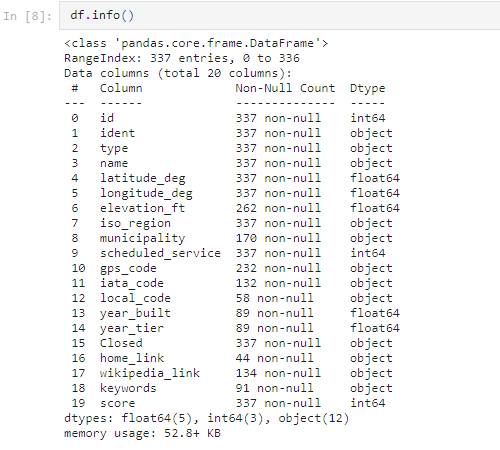 In [8]: df.info()
<class 'pandas.core.frame.DataFrame'>
RangeIndex: 337 entries, 0 to 336
Data columns (total 20 columns):
 #   Column             Non-Null Count  Dtype
---  ------             --------------  -----
 0   id                 337 non-null    int64
 1   ident              337 non-null    object
 2   type               337 non-null    object
 3   name               337 non-null    object
 4   latitude_deg       337 non-null    float64
 5   longitude_deg      337 non-null    float64
 6   elevation_ft       262 non-null    float64
 7   iso_region         337 non-null    object
 8   municipality       170 non-null    object
 9   scheduled_service  337 non-null    int64
 10  gps_code           232 non-null    object
 11  iata_code          132 non-null    object
 12  local_code         58 non-null     object
 13  year_built         89 non-null     float64
 14  year_tier          89 non-null     float64
 15  Closed             337 non-null    object
 16  home_link          44 non-null     object
 17  wikipedia_link     134 non-null    object
 18  keywords           91 non-null     object
 19  score              337 non-null    int64
dtypes: float64(5), int64(3), object(12)
memory usage: 52.8+ KB